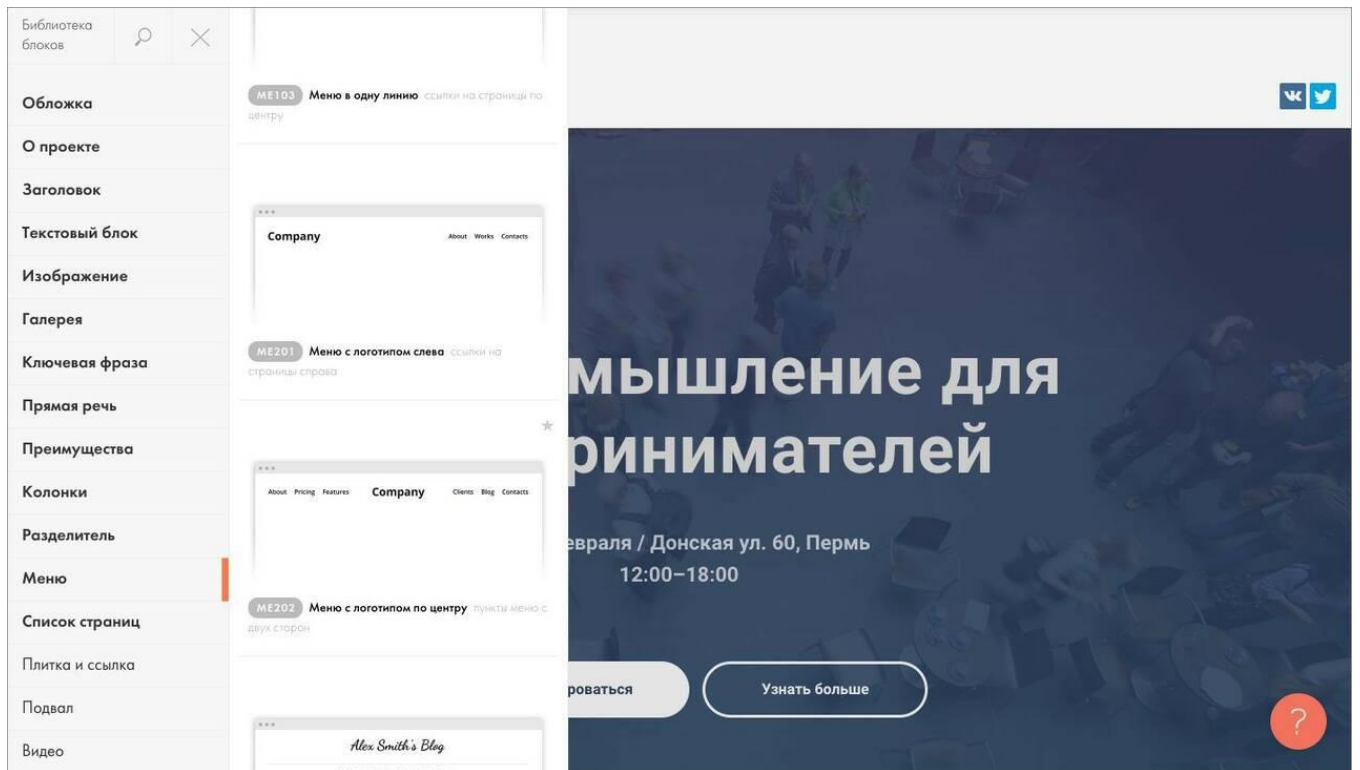 Библиотека
блоков
Обложка
О проекте
Заголовок
Текстовый блок
Изображение
Галерея
Ключевая фраза
Прямая речь
Преимущества
Колонки
Разделитель
Меню
Список страниц
Плитка и ссылка
Подвал
Видео
ME103 Меню в одну линию ссылки на страницы по
центру
Company About Works Contacts
ME201 Меню с логотипом слева ссылки на
страницы справа
About Pricing Features Company Clients Blog Contacts
ME202 Меню с логотипом по центру пункты меню с
двух сторон
Alex Smith's Blog
мышление для
ринимателей
евраля / Донская ул. 60, Пермь
12:00–18:00
роваться
Узнать больше
?